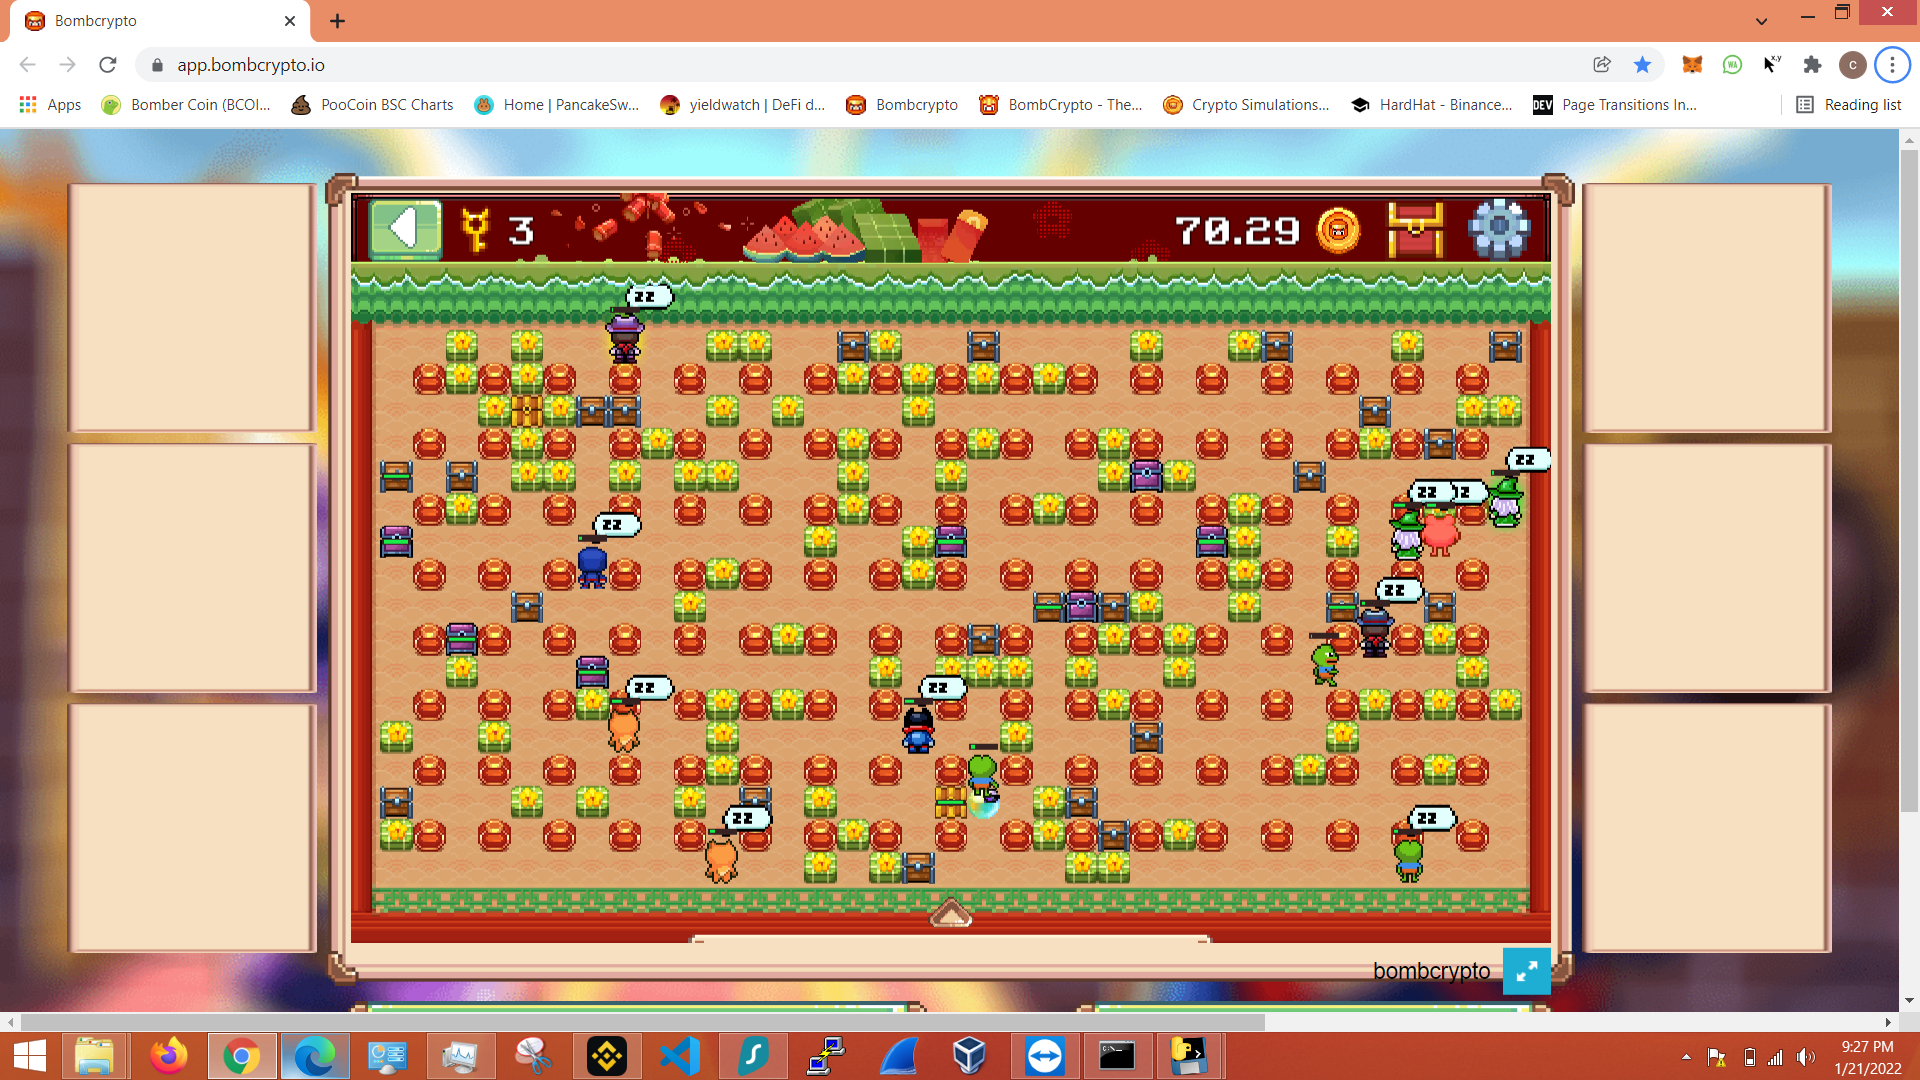 Bombcrypto
app.bombcrypto.io
C
Apps
Bomber Coin (BCOI...
PooCoin BSC Charts
Home | PancakeSw...
yieldwatch | DeFi d...
Bombcrypto
BombCrypto - The...
Crypto Simulations...
HardHat - Binance...
DEV
Page Transitions In...
Reading list
3
70.29
zz
zz
zz
zz
zz
zz
zz
zz
zz
zz
bombcrypto
9:27 PM
1/21/2022